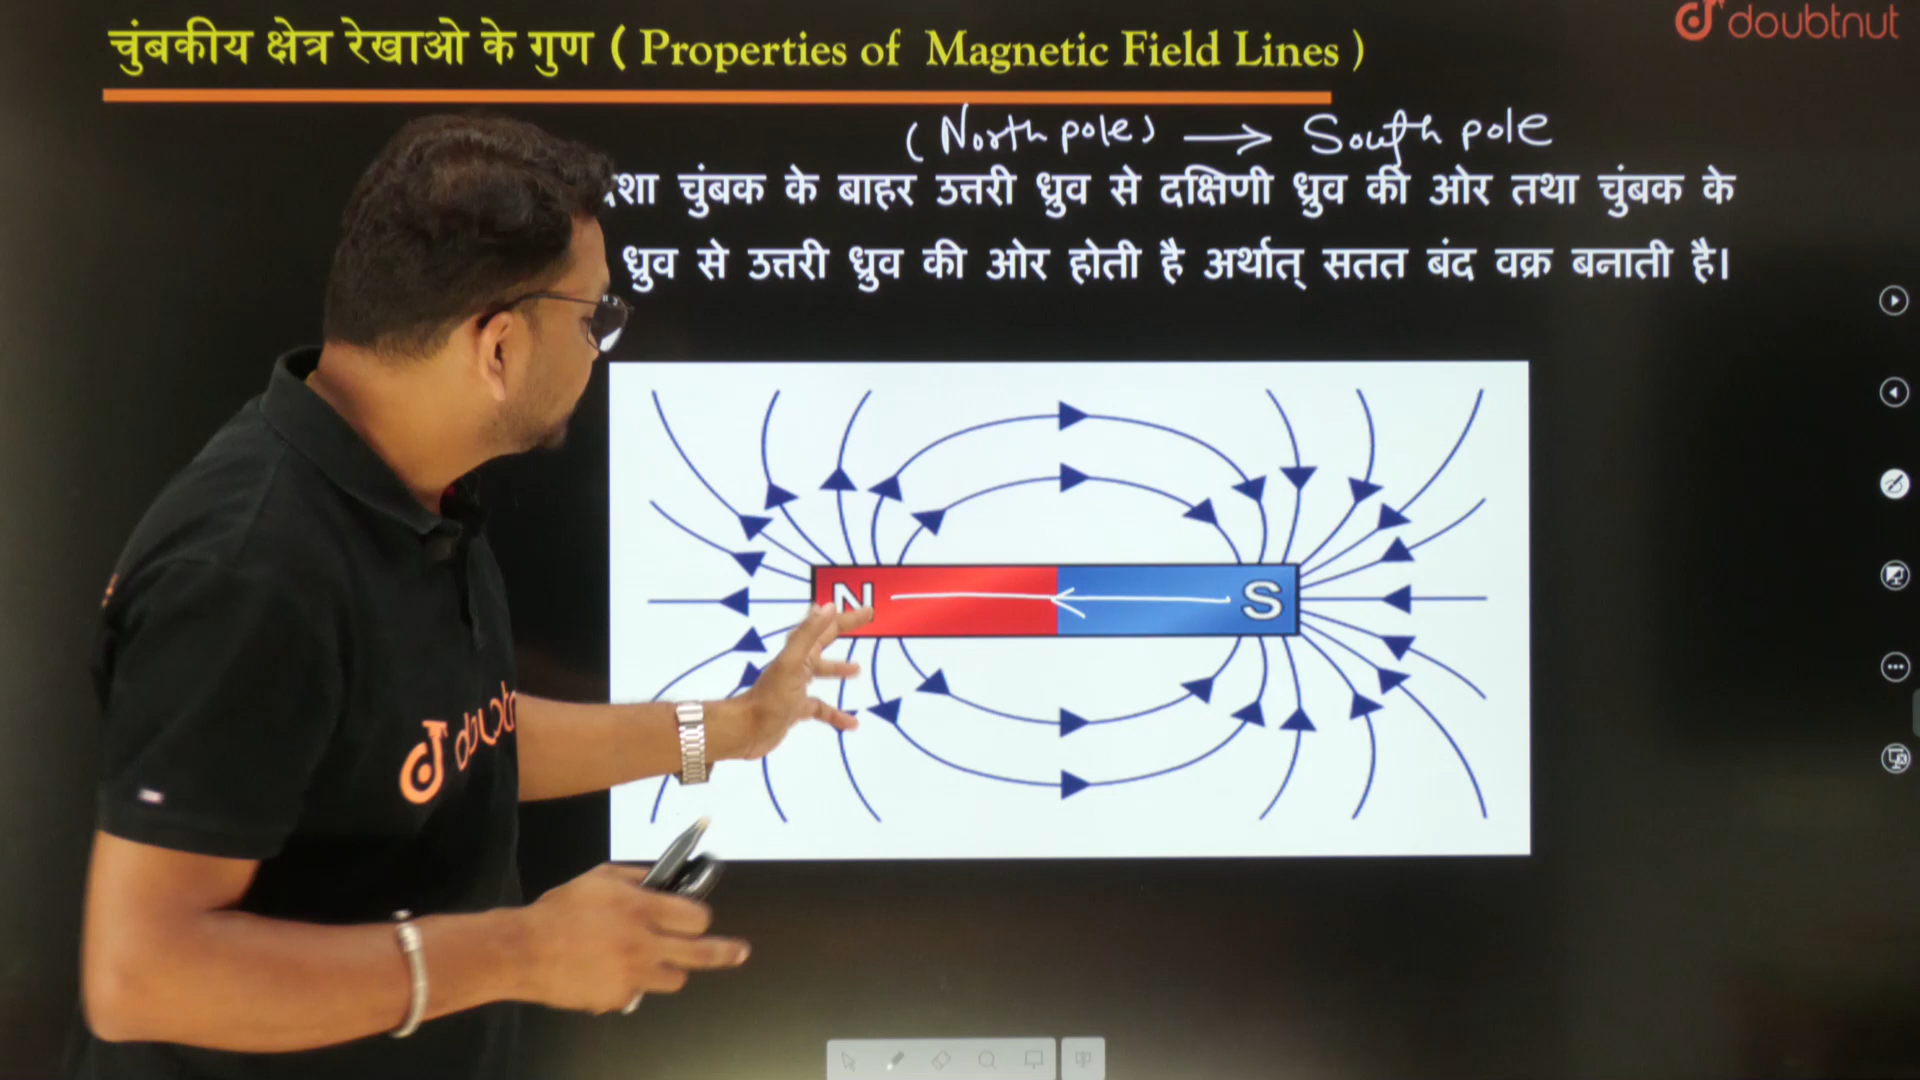 चुंबकीय क्षेत्र रेखाओ के गुण ( Properties of Magnetic Field Lines )
doubtnut
(North pole) → South pole
चुंबक के बाहर उत्तरी ध्रुव से दक्षिणी ध्रुव की ओर तथा चुंबक के
ध्रुव से उत्तरी ध्रुव की ओर होती है अर्थात् सतत बंद वक्र बनाती है।
N S